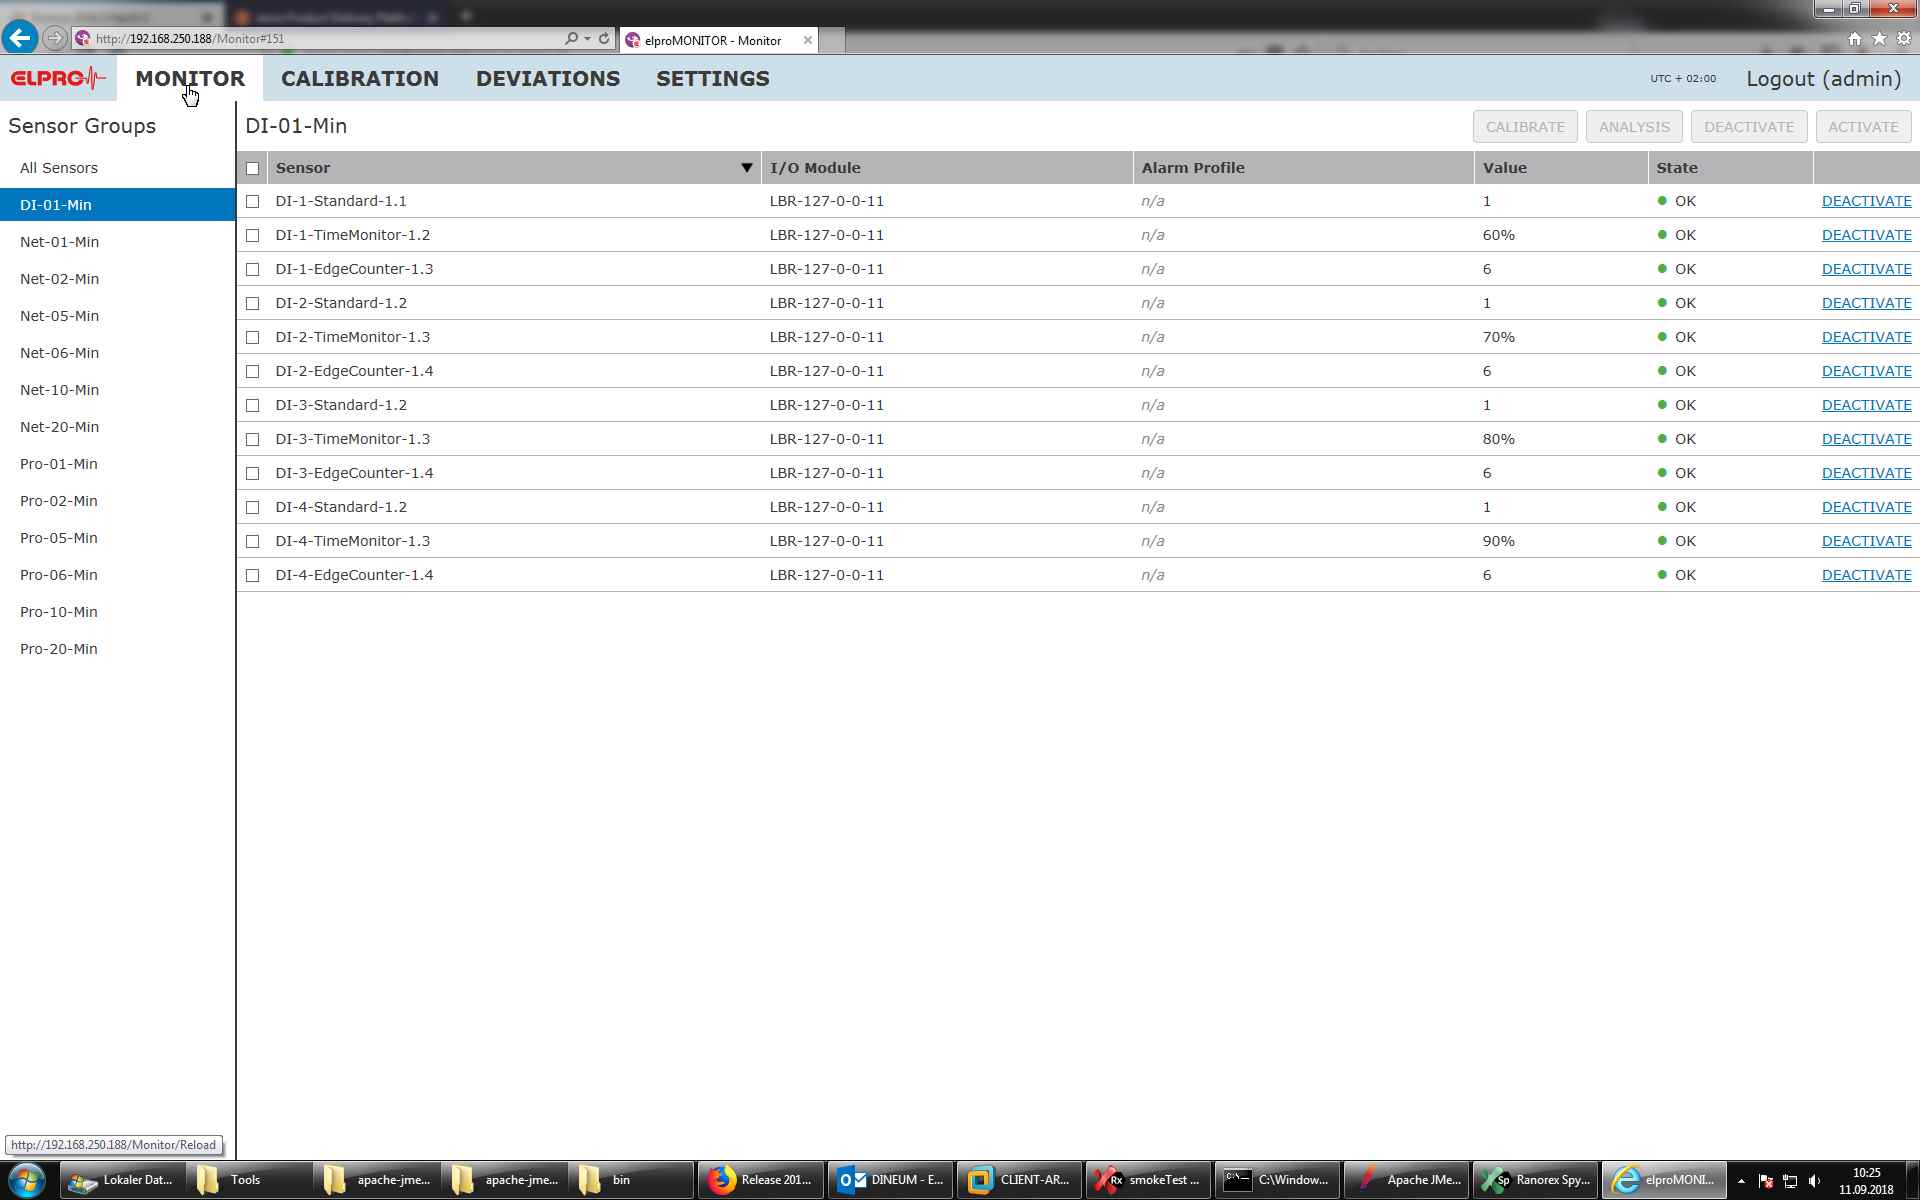 http://192.168.250.188/Monitor#151
elproMONITOR - Monitor
ELPRO MONITOR CALIBRATION DEVIATIONS SETTINGS UTC + 02:00 Logout (admin)
Sensor Groups
All Sensors
DI-01-Min
Net-01-Min
Net-02-Min
Net-05-Min
Net-06-Min
Net-10-Min
Net-20-Min
Pro-01-Min
Pro-02-Min
Pro-05-Min
Pro-06-Min
Pro-10-Min
Pro-20-Min
DI-01-Min CALIBRATE ANALYSIS DEACTIVATE ACTIVATE
Sensor I/O Module Alarm Profile Value State
DI-1-Standard-1.1 LBR-127-0-0-11 n/a 1 OK DEACTIVATE
DI-1-TimeMonitor-1.2 LBR-127-0-0-11 n/a 60% OK DEACTIVATE
DI-1-EdgeCounter-1.3 LBR-127-0-0-11 n/a 6 OK DEACTIVATE
DI-2-Standard-1.2 LBR-127-0-0-11 n/a 1 OK DEACTIVATE
DI-2-TimeMonitor-1.3 LBR-127-0-0-11 n/a 70% OK DEACTIVATE
DI-2-EdgeCounter-1.4 LBR-127-0-0-11 n/a 6 OK DEACTIVATE
DI-3-Standard-1.2 LBR-127-0-0-11 n/a 1 OK DEACTIVATE
DI-3-TimeMonitor-1.3 LBR-127-0-0-11 n/a 80% OK DEACTIVATE
DI-3-EdgeCounter-1.4 LBR-127-0-0-11 n/a 6 OK DEACTIVATE
DI-4-Standard-1.2 LBR-127-0-0-11 n/a 1 OK DEACTIVATE
DI-4-TimeMonitor-1.3 LBR-127-0-0-11 n/a 90% OK DEACTIVATE
DI-4-EdgeCounter-1.4 LBR-127-0-0-11 n/a 6 OK DEACTIVATE
http://192.168.250.188/Monitor/Reload
Lokaler Dat... Tools apache-jme... apache-jme... bin Release 201... DINEUM - E... CLIENT-AR... smokeTest ... C:\Window... Apache JMe... Ranorex Spy... elproMONI...
10:25
11.09.2018